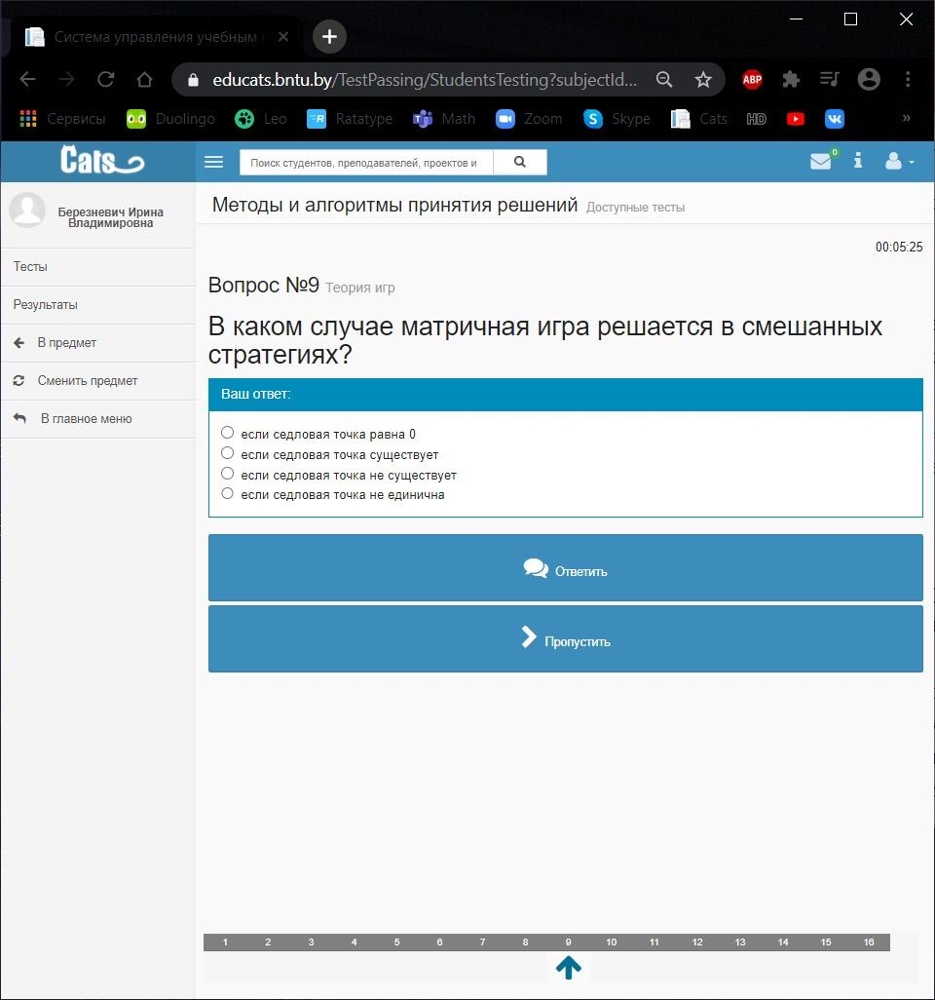 Система управления учебным
educats.bntu.by/TestPassing/StudentsTesting?subjectId...
ABP
Сервисы
Duolingo
Leo
Ratatype
Math
Zoom
Skype
Cats
HD
»
Cats
Поиск студентов, преподавателей, проектов и
0
Березневич Ирина
Владимировна
Методы и алгоритмы принятия решений Доступные тесты
00:05:25
Тесты
Результаты
В предмет
Сменить предмет
В главное меню
Вопрос №9 Теория игр
В каком случае матричная игра решается в смешанных
стратегиях?
Ваш ответ:
если седловая точка равна 0
если седловая точка существует
если седловая точка не существует
если седловая точка не единична
Ответить
Пропустить
1 2 3 4 5 6 7 8 9 10 11 12 13 14 15 16